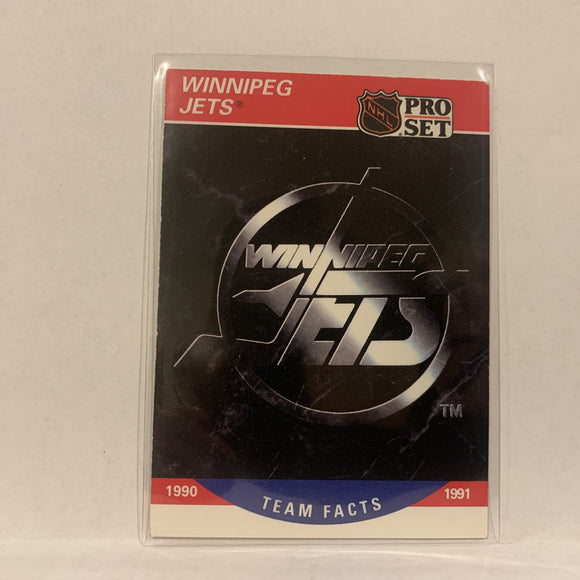 WINNIPEG
JETS®
NHL
PRO
SET
WINNIPEG
JETS
TM
1990 TEAM FACTS 1991